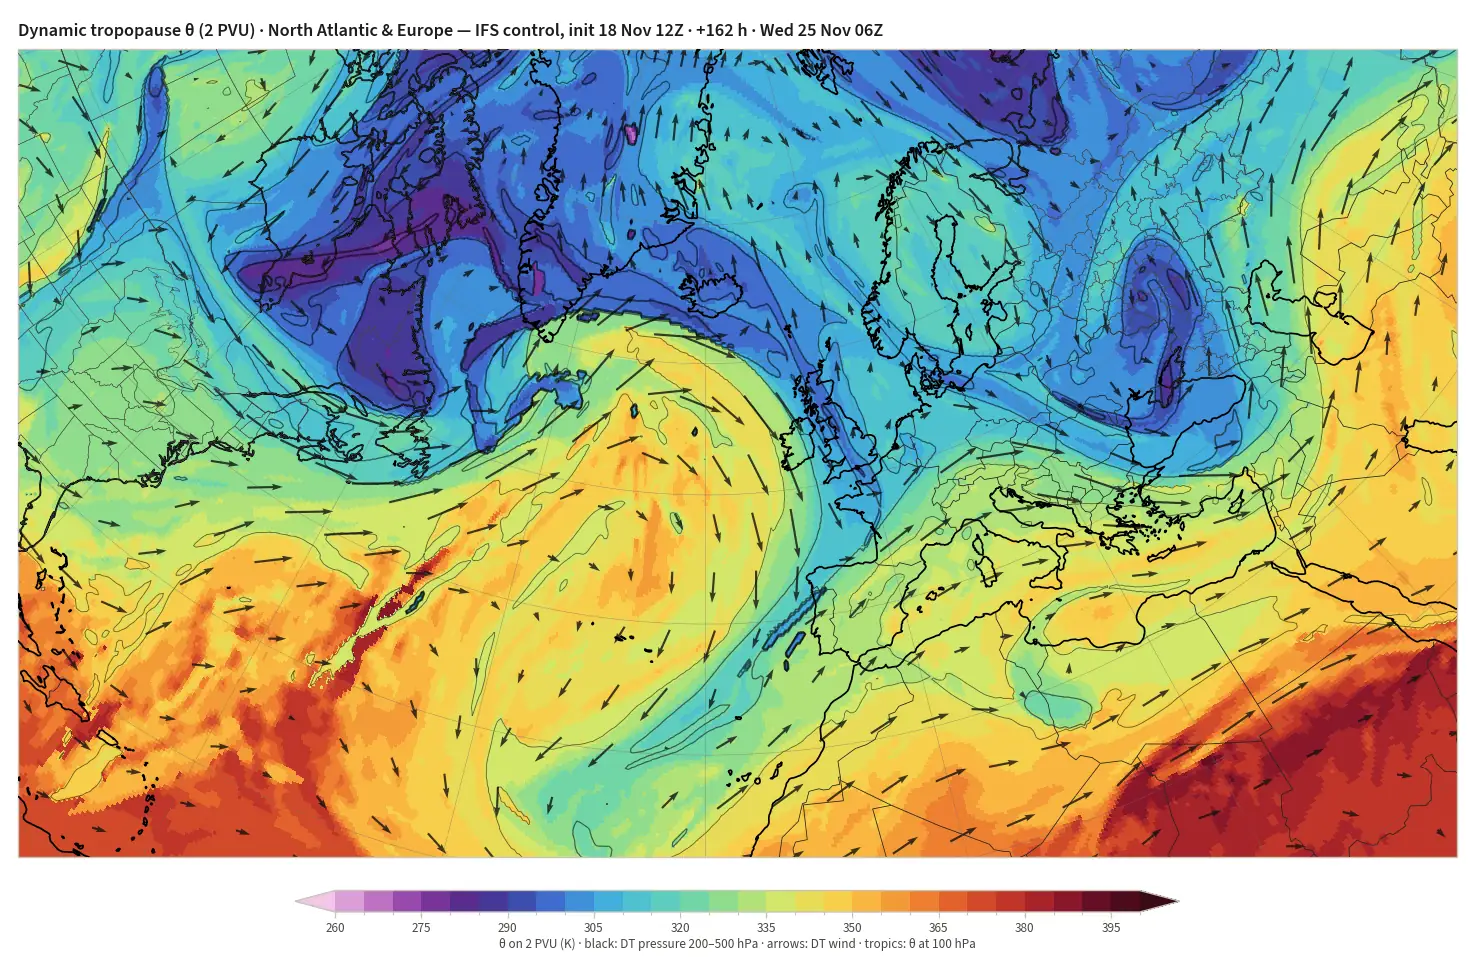 Dynamic tropopause θ (2 PVU) · North Atlantic & Europe — IFS control, init 18 Nov 12Z · +162 h · Wed 25 Nov 06Z
260 275 290 305 320 335 350 365 380 395
θ on 2 PVU (K) · black: DT pressure 200–500 hPa · arrows: DT wind · tropics: θ at 100 hPa